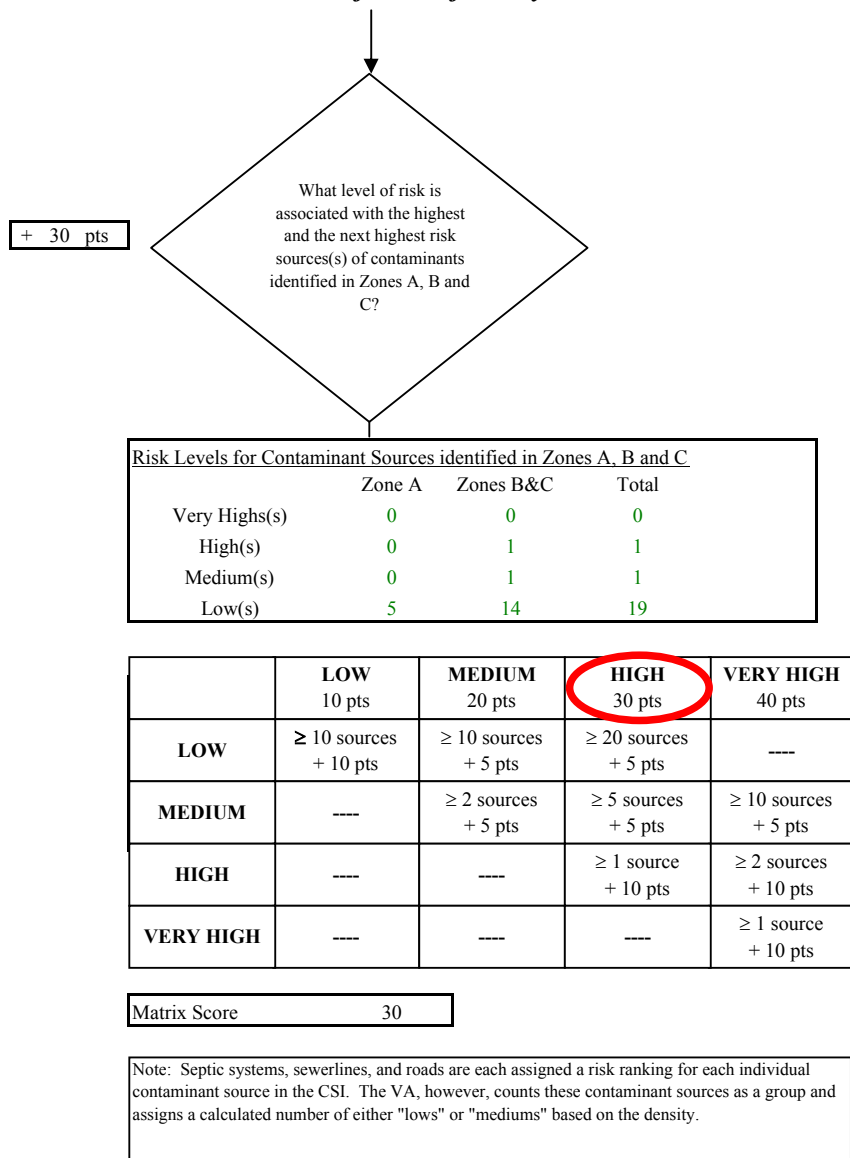 + 30 pts
What level of risk is
associated with the highest
and the next highest risk
sources(s) of contaminants
identified in Zones A, B and
C?
Risk Levels for Contaminant Sources identified in Zones A, B and C
Zone A Zones B&C Total
Very Highs(s) 0 0 0
High(s) 0 1 1
Medium(s) 0 1 1
Low(s) 5 14 19
LOW MEDIUM HIGH VERY HIGH
10 pts 20 pts 30 pts 40 pts
LOW ≥ 10 sources + 10 pts ≥ 10 sources + 5 pts ≥ 20 sources + 5 pts ----
MEDIUM ---- ≥ 2 sources + 5 pts ≥ 5 sources + 5 pts ≥ 10 sources + 5 pts
HIGH ---- ---- ≥ 1 source + 10 pts ≥ 2 sources + 10 pts
VERY HIGH ---- ---- ---- ≥ 1 source + 10 pts
Matrix Score 30
Note: Septic systems, sewerlines, and roads are each assigned a risk ranking for each individual
contaminant source in the CSI. The VA, however, counts these contaminant sources as a group and
assigns a calculated number of either "lows" or "mediums" based on the density.